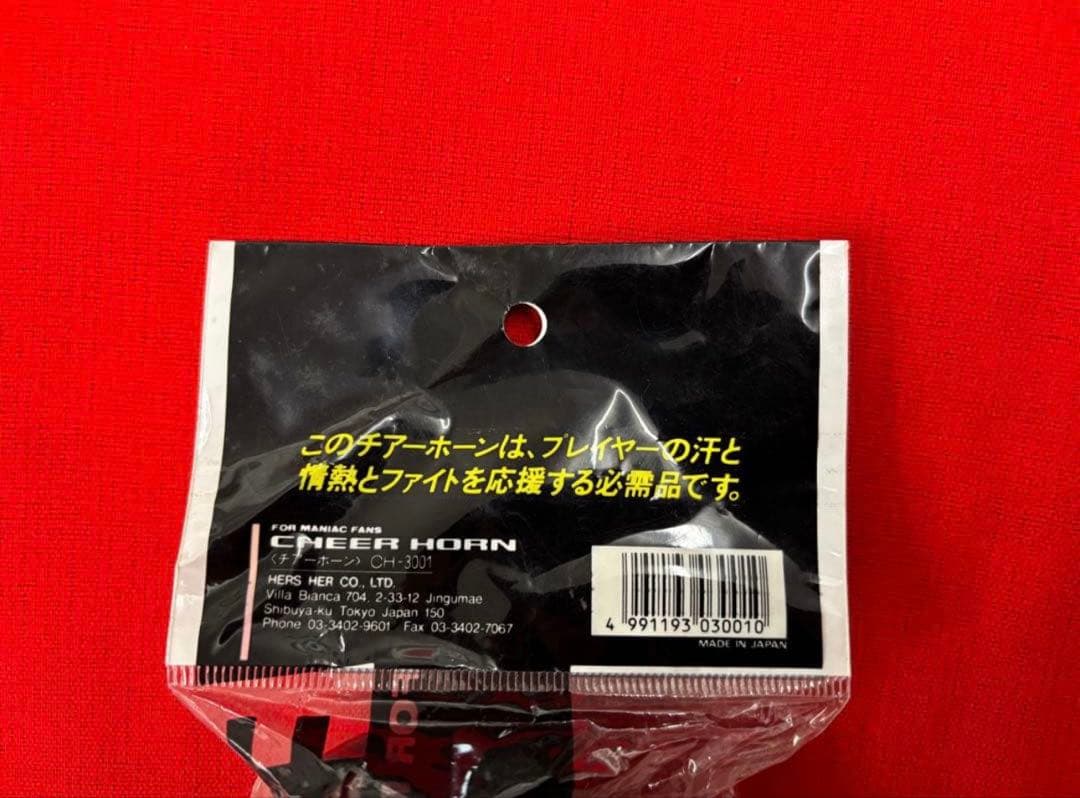 このチアーホーンは、プレイヤーの汗と
情熱とファイトを応援する必需品です。
FOR MANIAC FANS
CHEER HORN
〈チアーホーン〉 CH-3001
HERS HER CO., LTD.
Villa Bianca 704, 2-33-12 Jingumae
Shibuya-ku Tokyo Japan 150
Phone 03-3402-9601 Fax 03-3402-7067
4 991193 030010
MADE IN JAPAN